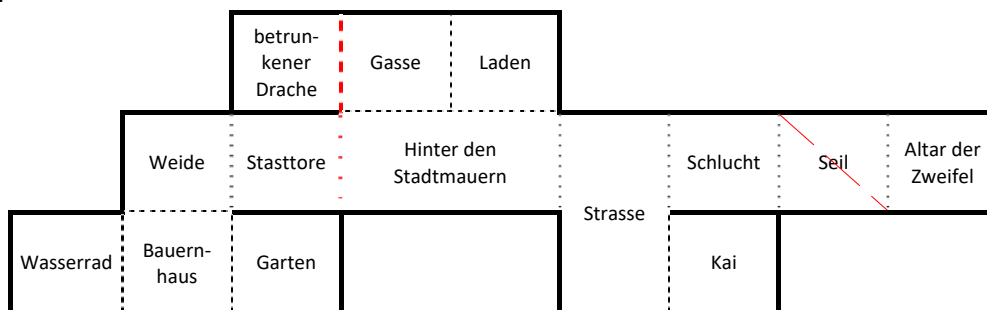 betrun-
kener
Drache
Gasse
Laden
Weide
Stasttore
Hinter den
Stadtmauern
Schlucht
Seil
Altar der
Zweifel
Strasse
Wasserrad
Bauern-
haus
Garten
Kai